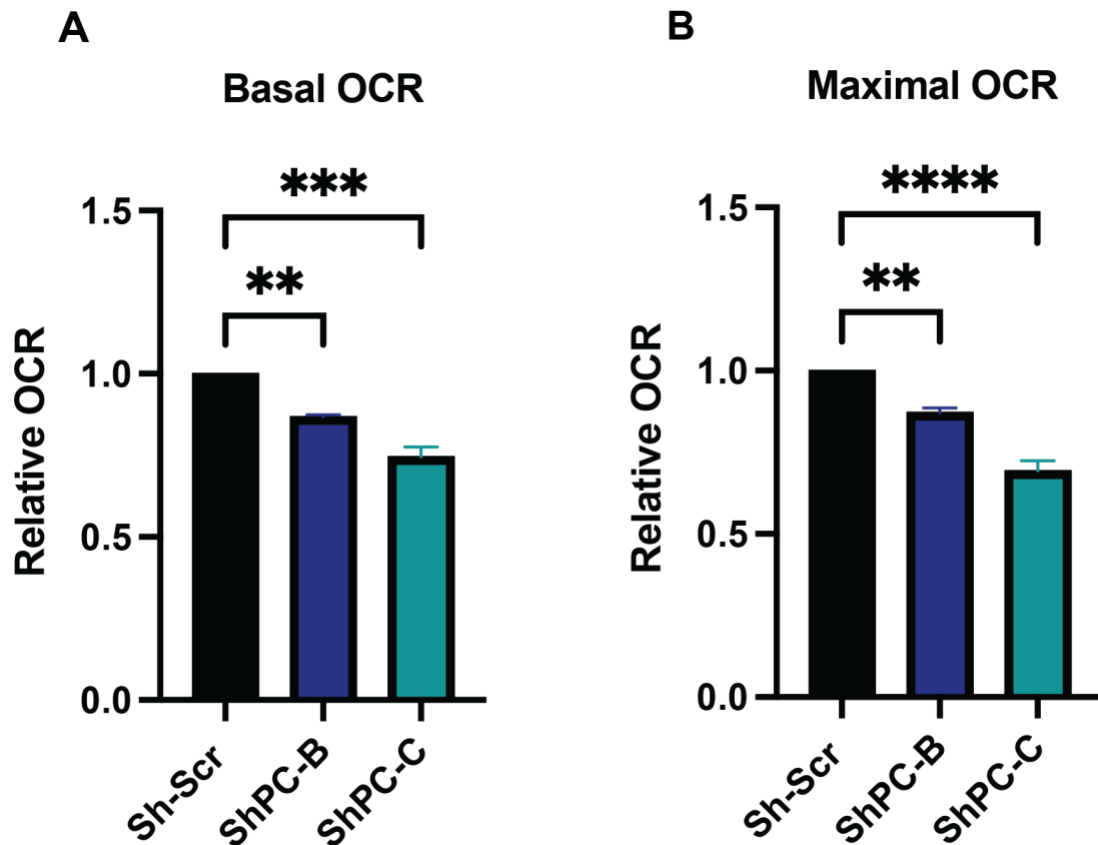 A
Basal OCR
***
**
1.5
1.0
0.5
0.0
Relative OCR
Sh-Scr
ShPC-B
ShPC-C
B
Maximal OCR
****
**
1.5
1.0
0.5
0.0
Relative OCR
Sh-Scr
ShPC-B
ShPC-C